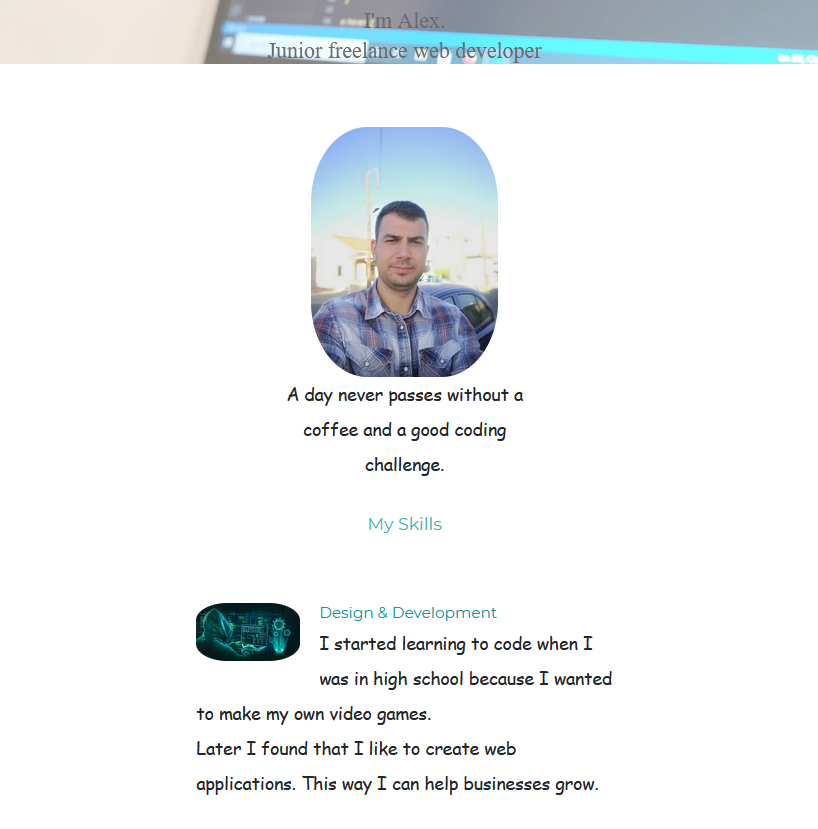 I'm Alex.
Junior freelance web developer
A day never passes without a
coffee and a good coding
challenge.
My Skills
Design & Development
I started learning to code when I
was in high school because I wanted
to make my own video games.
Later I found that I like to create web
applications. This way I can help businesses grow.